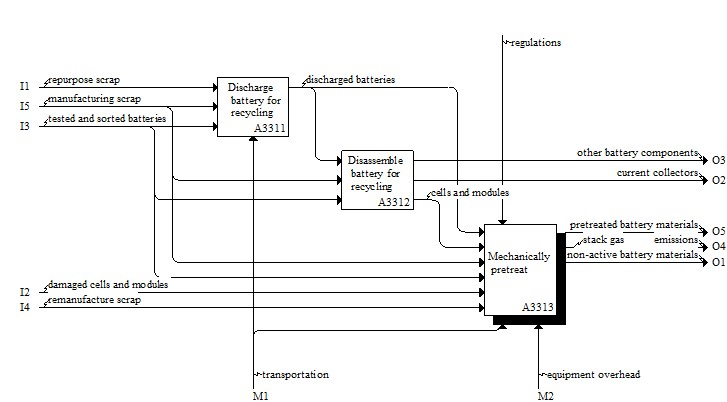 regulations
I1 repurpose scrap
discharged batteries
Discharge
battery for
recycling
A3311
I5 manufacturing scrap
I3 tested and sorted batteries
Disassemble
battery for
recycling
A3312
other battery components O3
current collectors O2
cells and modules
pretreated battery materials O5
stack gas emissions O4
non-active battery materials O1
Mechanically
pretreat
A3313
I2 damaged cells and modules
I4 remanufacture scrap
transportation
equipment overhead
M1
M2